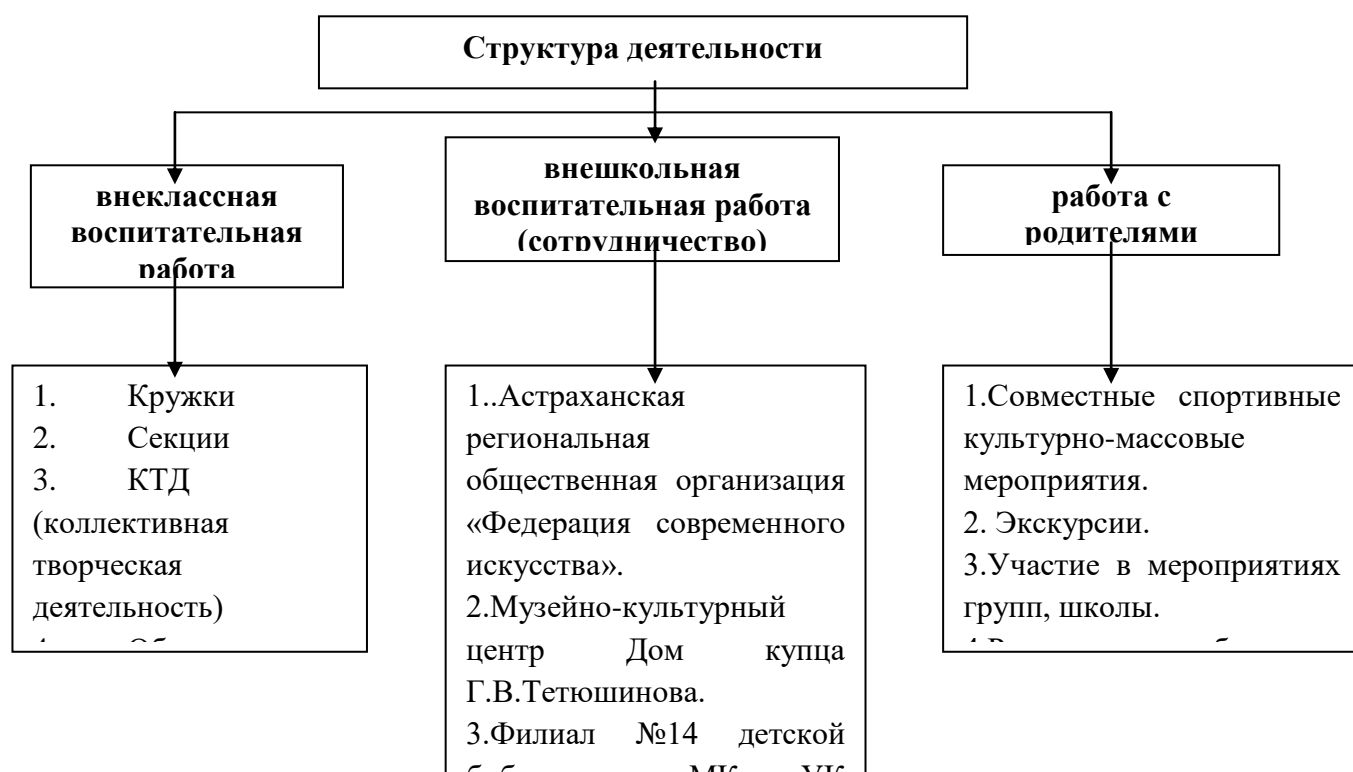 Структура деятельности
внеклассная
воспитательная
работа
внешкольная
воспитательная работа
(сотрудничество)
работа с
родителями
1. Кружки
2. Секции
3. КТД
(коллективная
творческая
деятельность)
1..Астраханская
региональная
общественная организация
«Федерация современного
искусства».
2.Музейно-культурный
центр Дом купца
Г.В.Тетюшинова.
3.Филиал №14 детской
1.Совместные спортивные
культурно-массовые
мероприятия.
2. Экскурсии.
3.Участие в мероприятиях
групп, школы.